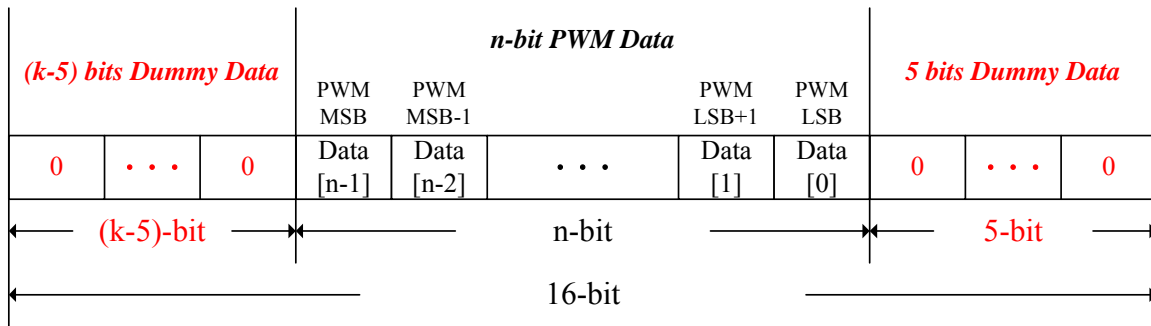 n-bit PWM Data
(k-5) bits Dummy Data
5 bits Dummy Data
PWM PWM PWM PWM
MSB MSB-1 LSB+1 LSB
0 · · · 0 Data Data · · · Data Data 0 · · · 0
[n-1] [n-2] [1] [0]
(k-5)-bit n-bit 5-bit
16-bit